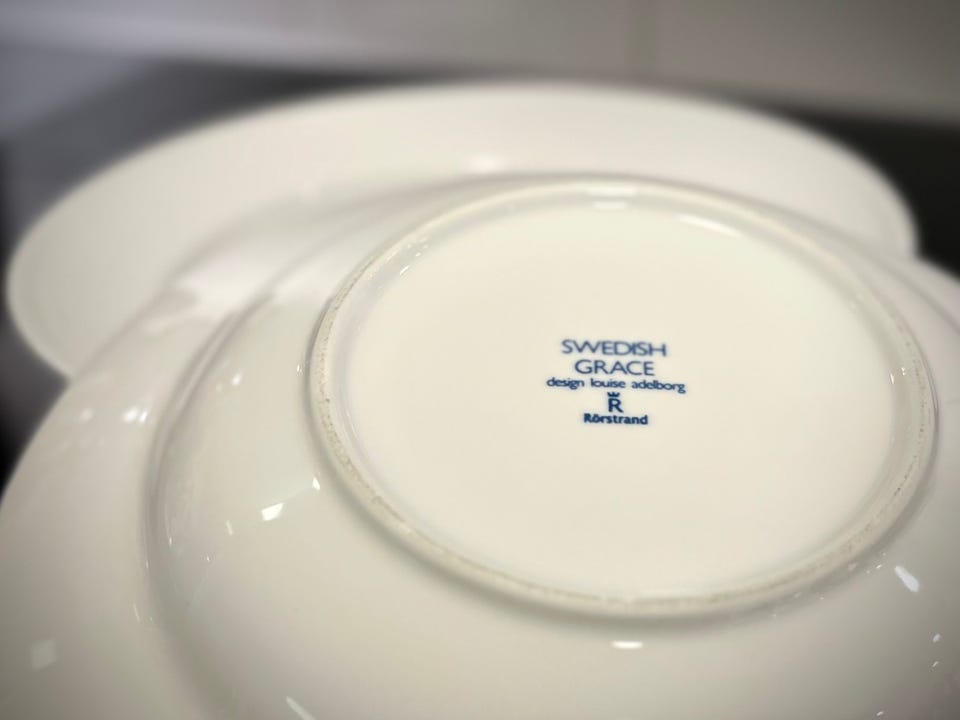 SWEDISH
GRACE
design louise adelborg
R
Rörstrand